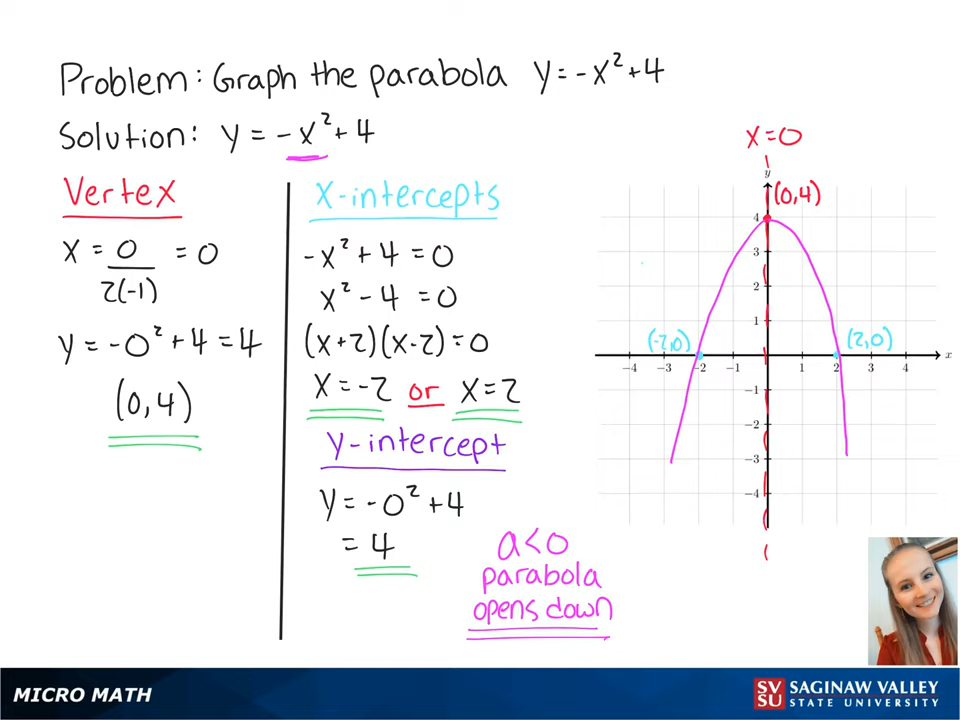 Problem: Graph the parabola y = -x² + 4
Solution: y = -x² + 4
Vertex
x = 0/2(-1) = 0
y = -0² + 4 = 4
(0, 4)
x-intercepts
-x² + 4 = 0
x² - 4 = 0
(x+2)(x-2) = 0
x = -2 or x = 2
y-intercept
y = -0² + 4
= 4
a < 0
parabola
opens down
x = 0
y
(0,4)
4
3
2
1
(-2,0) (2,0)
x
-4 -3 -2 -1 1 2 3 4
-1
-2
-3
-4
MICRO MATH
SV
SU
SAGINAW VALLEY
STATE UNIVERSITY